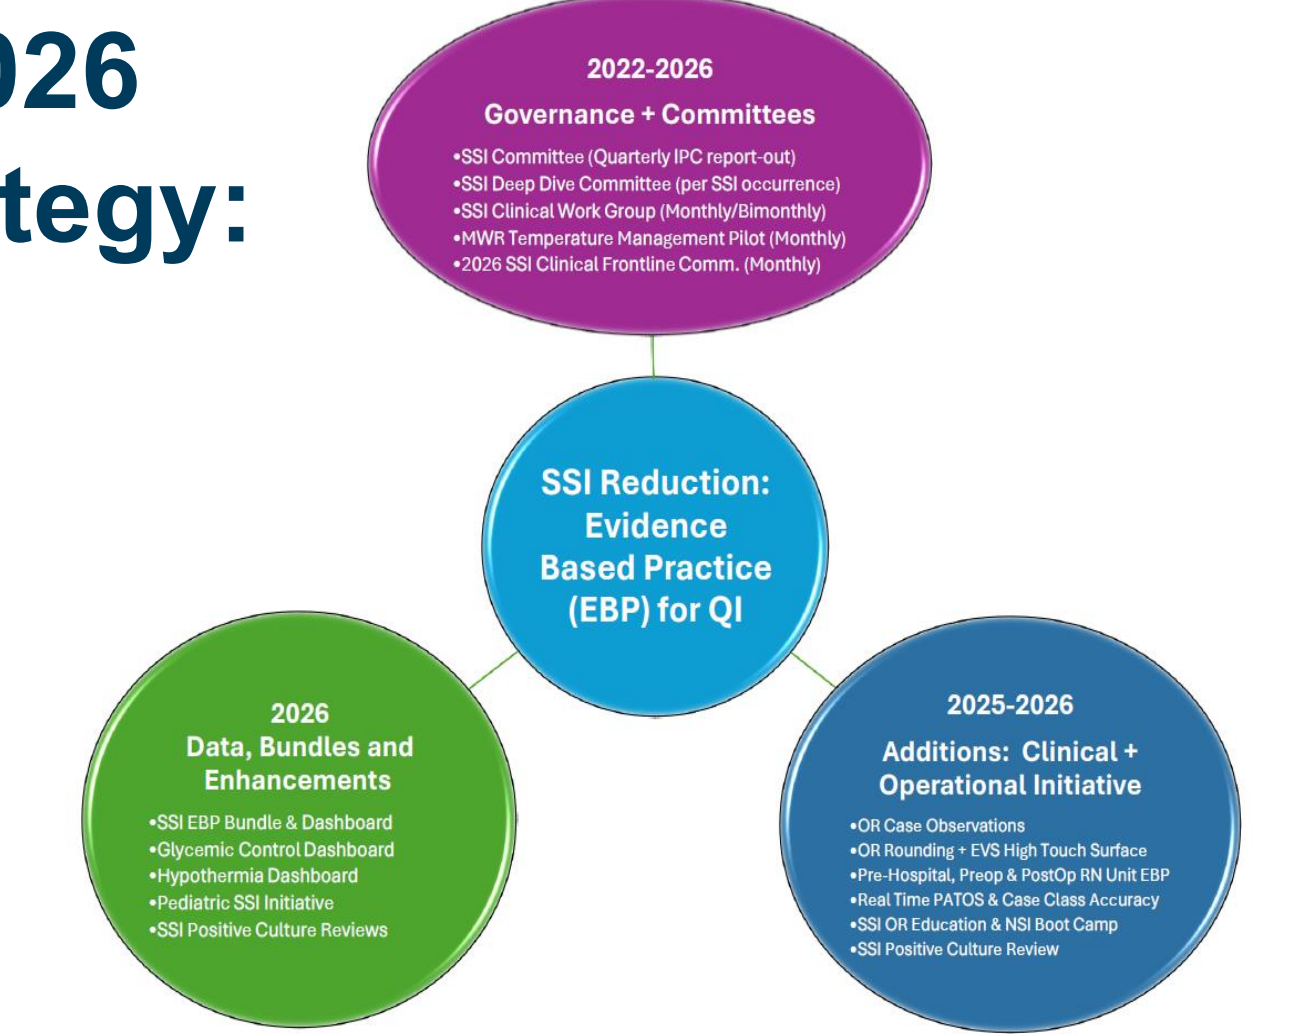 026
tegy:
2022-2026
Governance + Committees
•SSI Committee (Quarterly IPC report-out)
•SSI Deep Dive Committee (per SSI occurrence)
•SSI Clinical Work Group (Monthly/Bimonthly)
•MWR Temperature Management Pilot (Monthly)
•2026 SSI Clinical Frontline Comm. (Monthly)
SSI Reduction:
Evidence
Based Practice
(EBP) for QI
2026
Data, Bundles and
Enhancements
•SSI EBP Bundle & Dashboard
•Glycemic Control Dashboard
•Hypothermia Dashboard
•Pediatric SSI Initiative
•SSI Positive Culture Reviews
2025-2026
Additions: Clinical +
Operational Initiative
•OR Case Observations
•OR Rounding + EVS High Touch Surface
•Pre-Hospital, Preop & PostOp RN Unit EBP
•Real Time PATOS & Case Class Accuracy
•SSI OR Education & NSI Boot Camp
•SSI Positive Culture Review